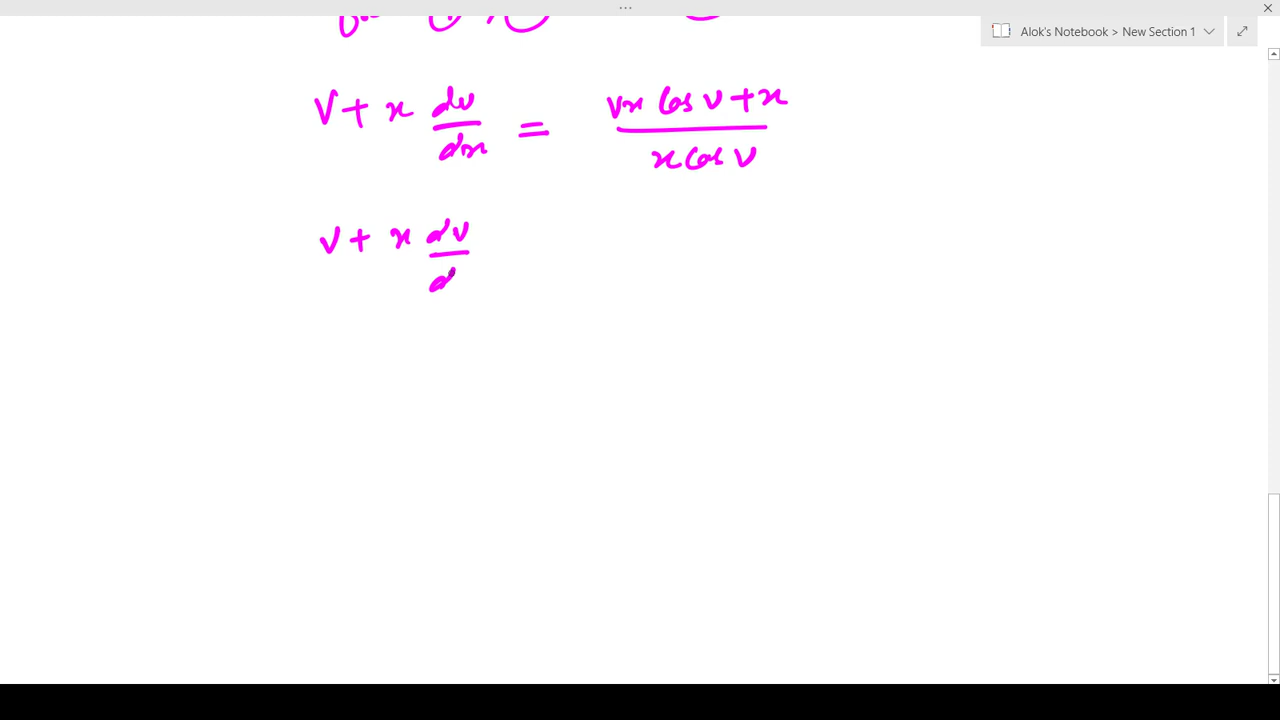 Alok's Notebook > New Section 1
V + x dv/dx = (vx Cos v + x)/(x Cos v)
v + x dv/d